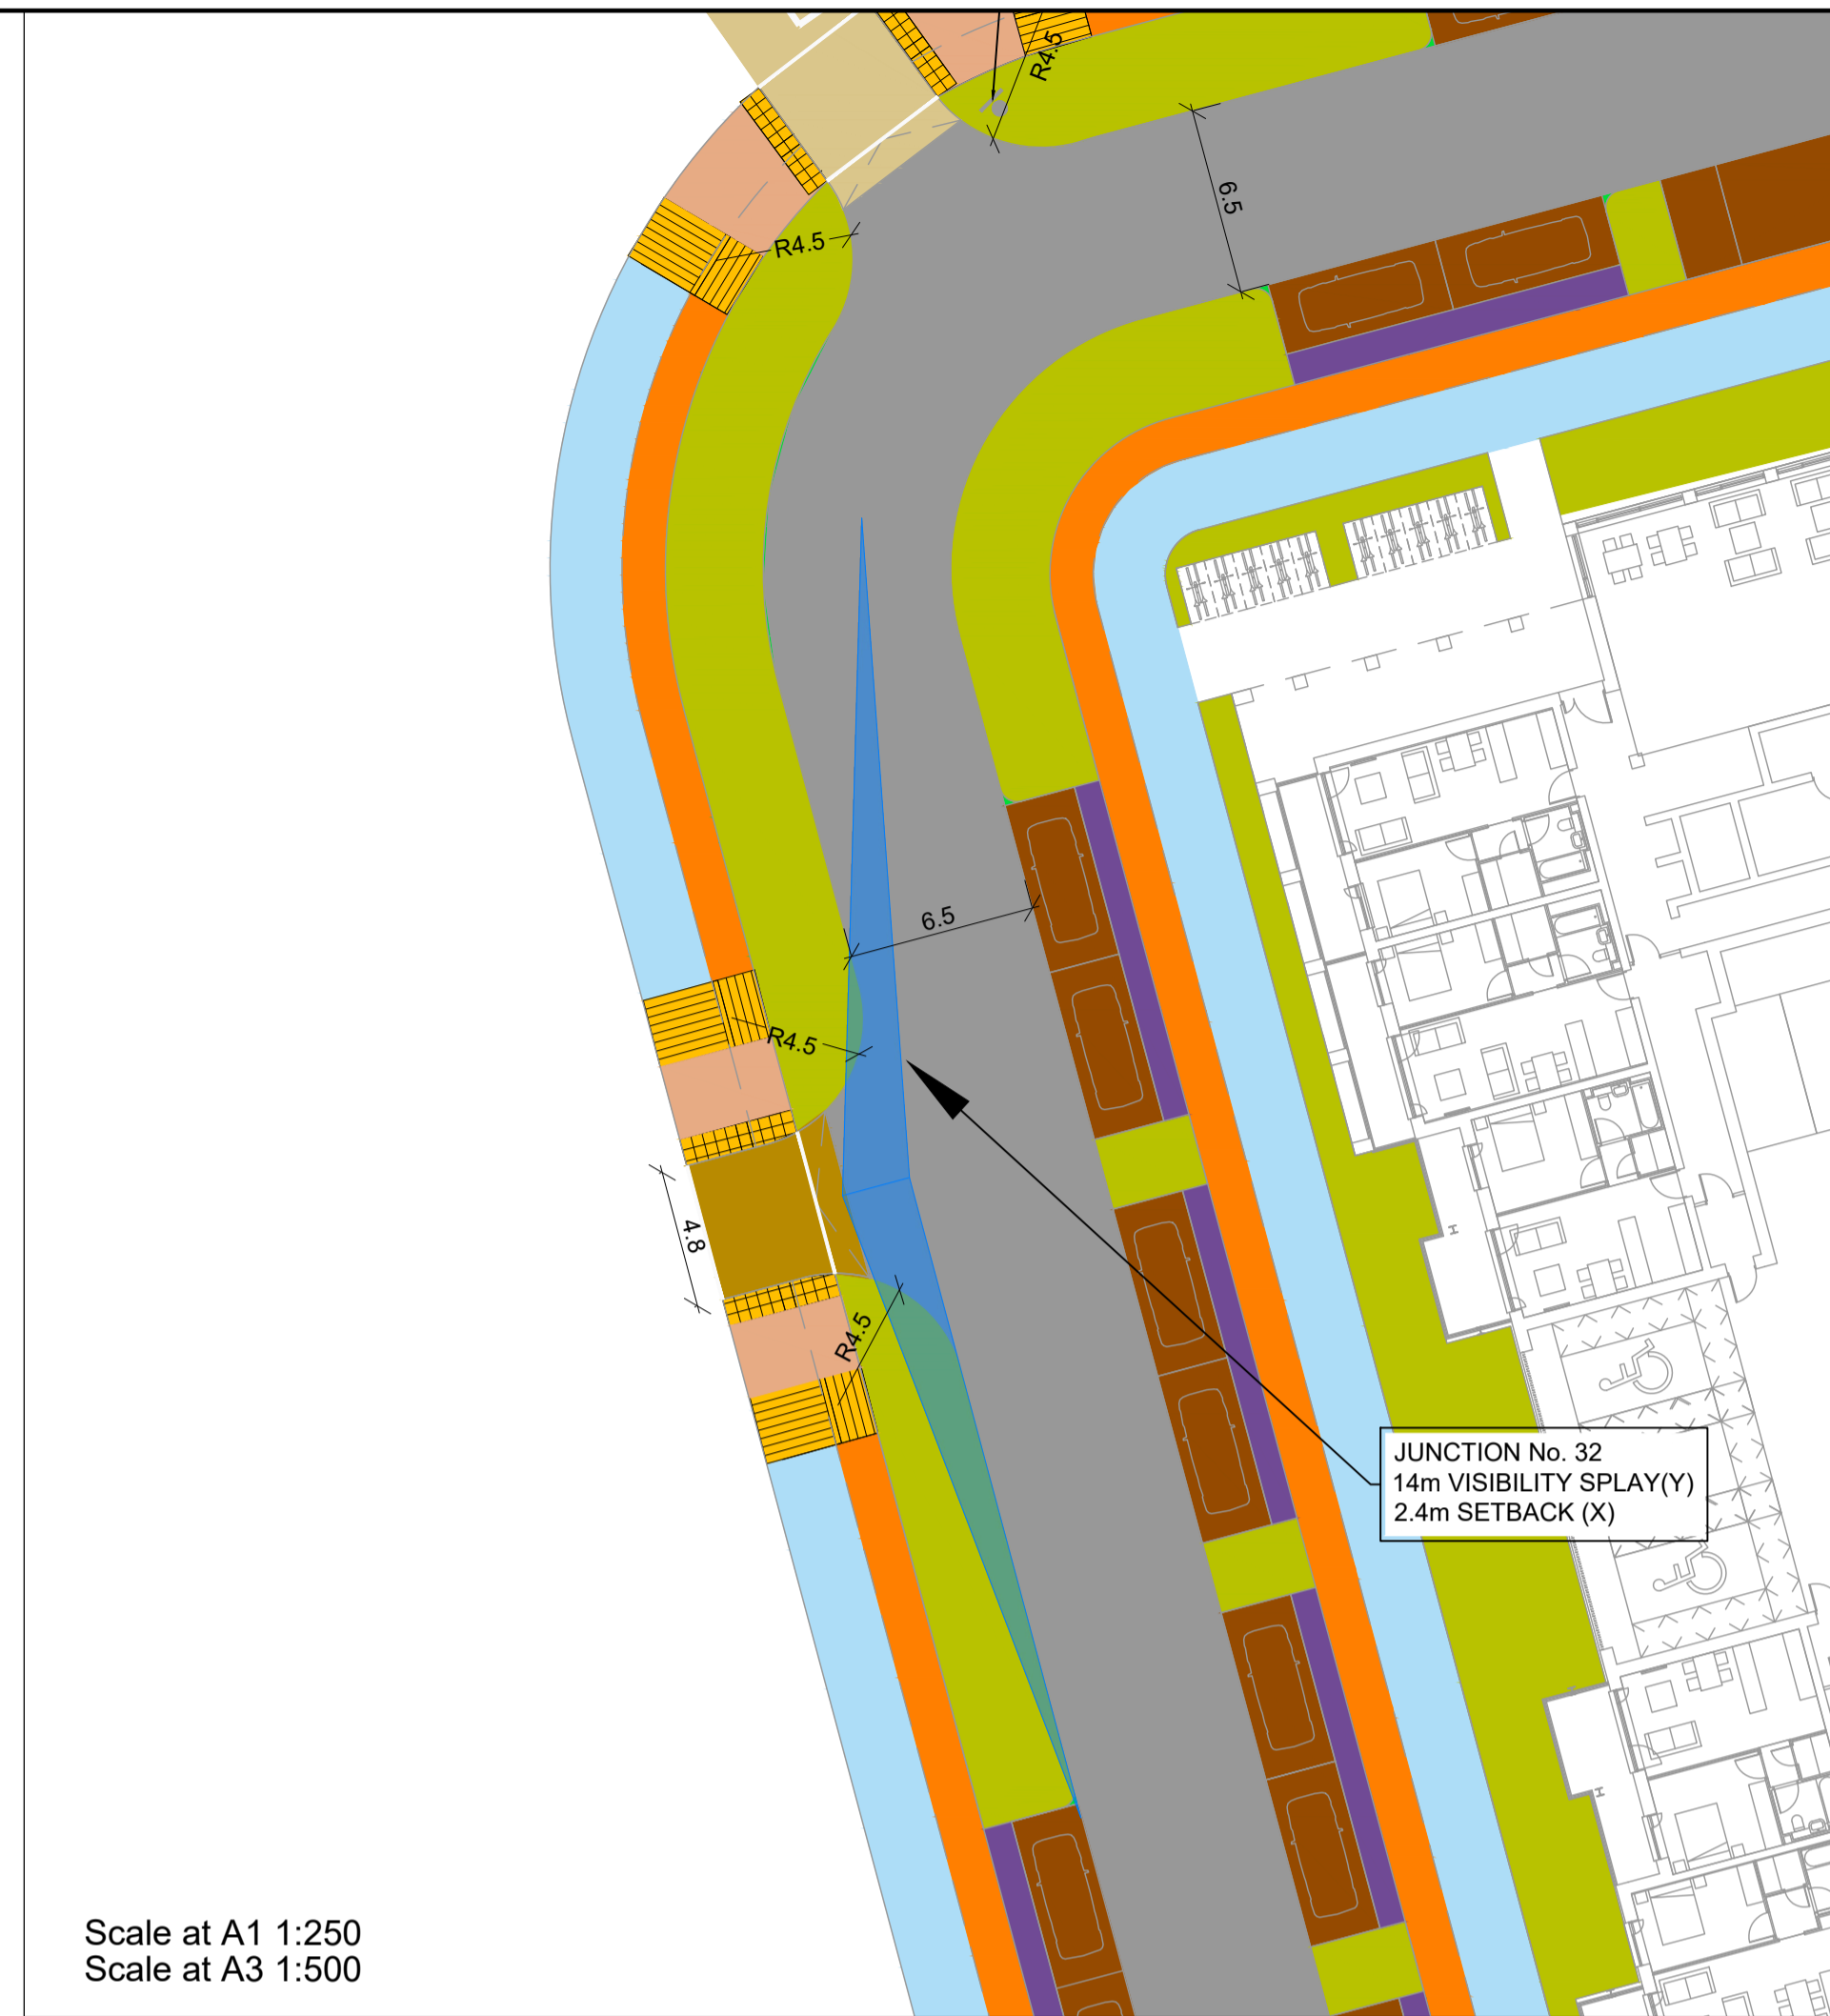 R4.5
6.5
R4.5
6.5
R4.5
4.8
R4.5
JUNCTION No. 32
14m VISIBILITY SPLAY(Y)
2.4m SETBACK (X)
Scale at A1 1:250
Scale at A3 1:500